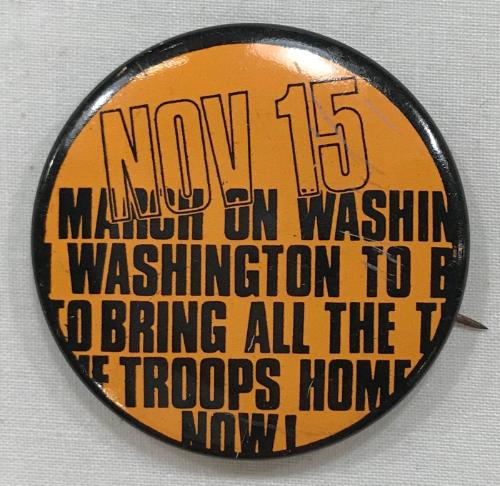 NOV 15
MARCH ON WASHIN
WASHINGTON TO B
TO BRING ALL THE T
E TROOPS HOME
NOW!